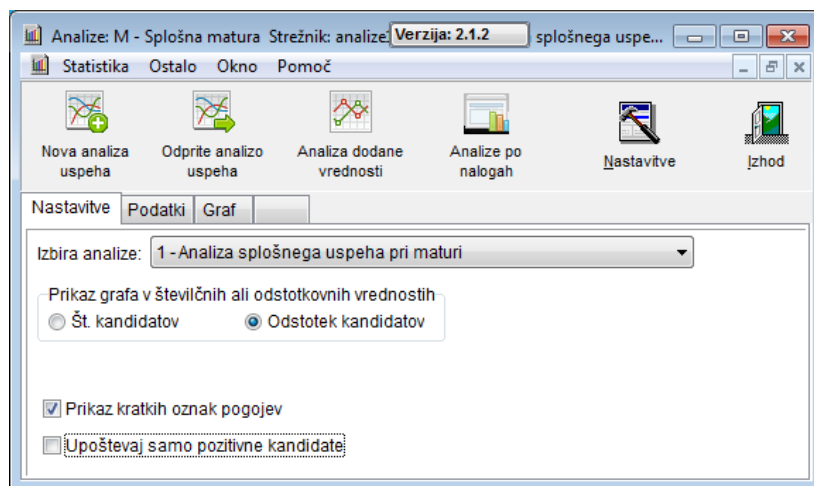 Analize: M - Splošna matura Strežnik: analize Verzija: 2.1.2 splošnega uspe...
Statistika Ostalo Okno Pomoč
Nova analiza uspeha
Odprite analizo uspeha
Analiza dodane vrednosti
Analize po nalogah
Nastavitve
Izhod
Nastavitve Podatki Graf
Izbira analize: 1 - Analiza splošnega uspeha pri maturi
Prikaz grafa v številčnih ali odstotkovnih vrednostih
Št. kandidatov Odstotek kandidatov
Prikaz kratkih oznak pogojev
Upoštevaj samo pozitivne kandidate